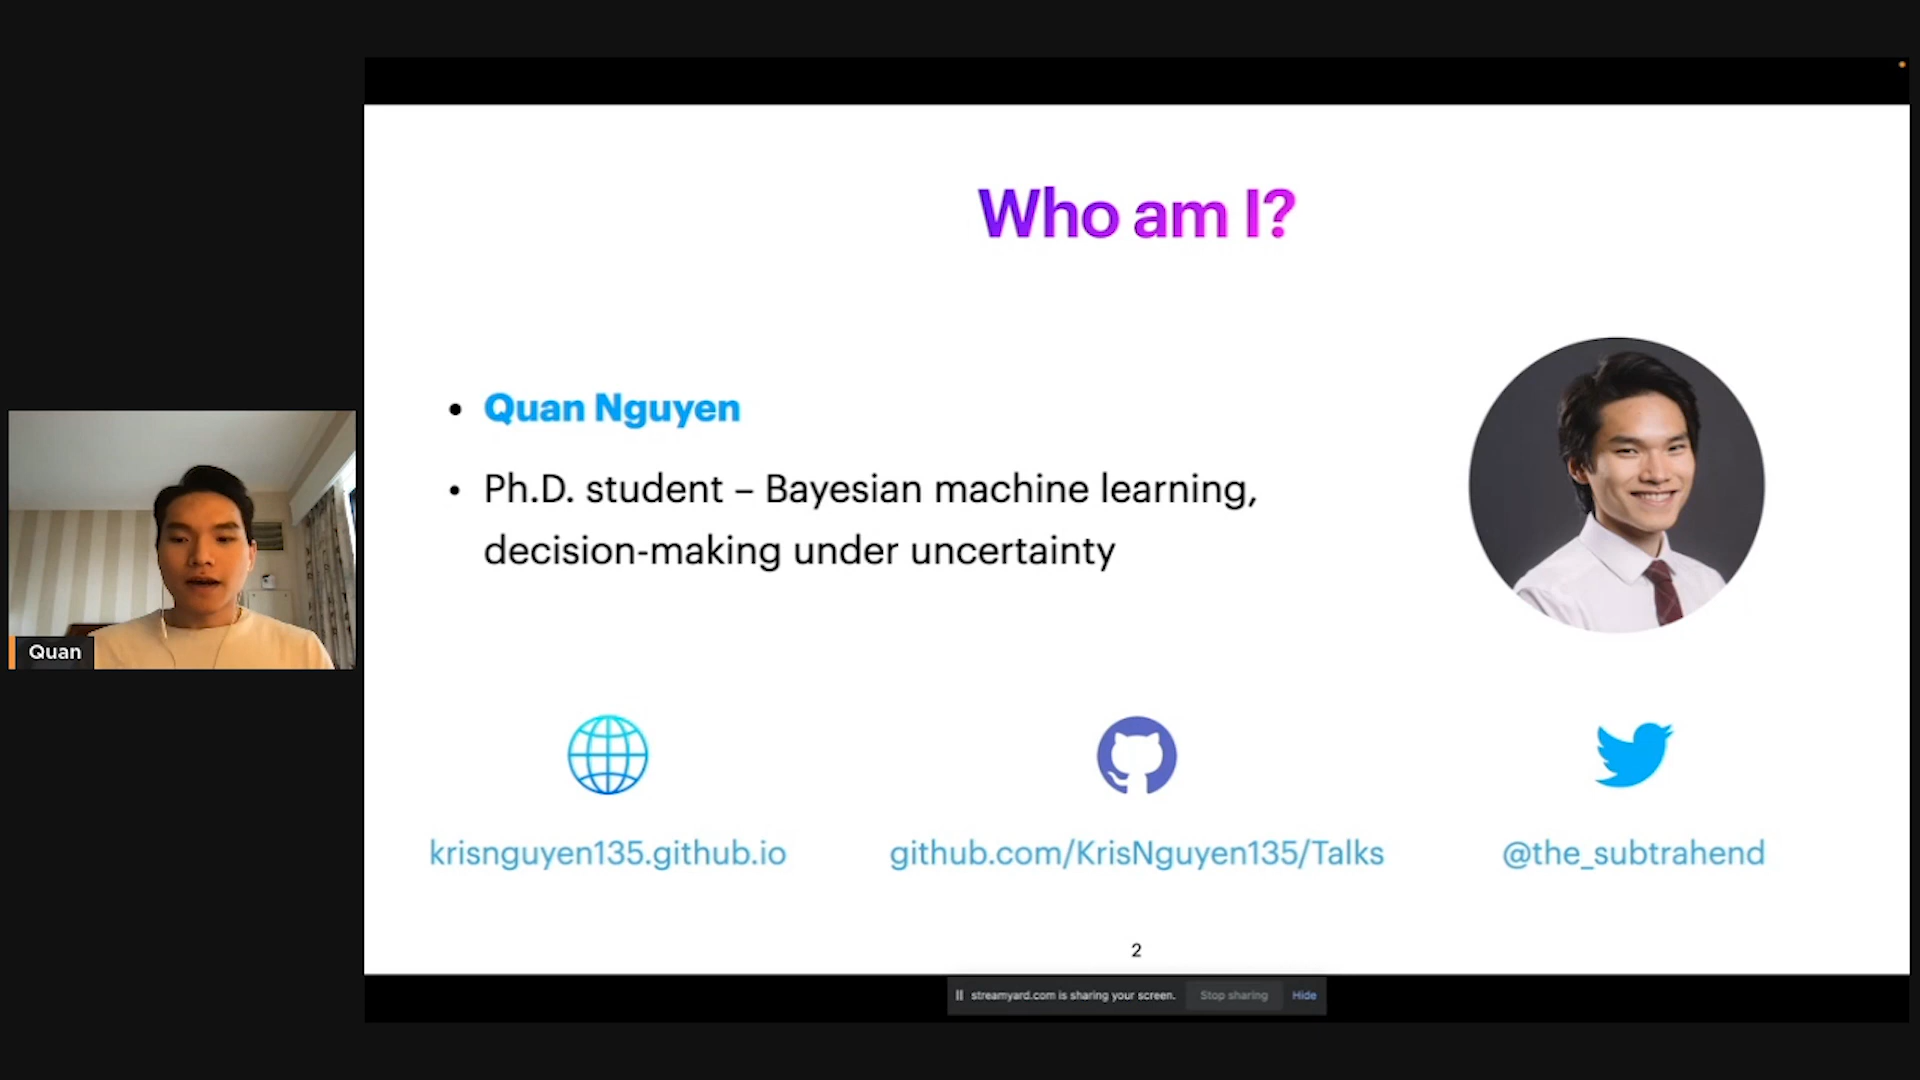 Who am I?
• Quan Nguyen
• Ph.D. student – Bayesian machine learning,
decision-making under uncertainty
Quan
krisnguyen135.github.io
github.com/KrisNguyen135/Talks
@the_subtrahend
2
streamyard.com is sharing your screen. Stop sharing Hide